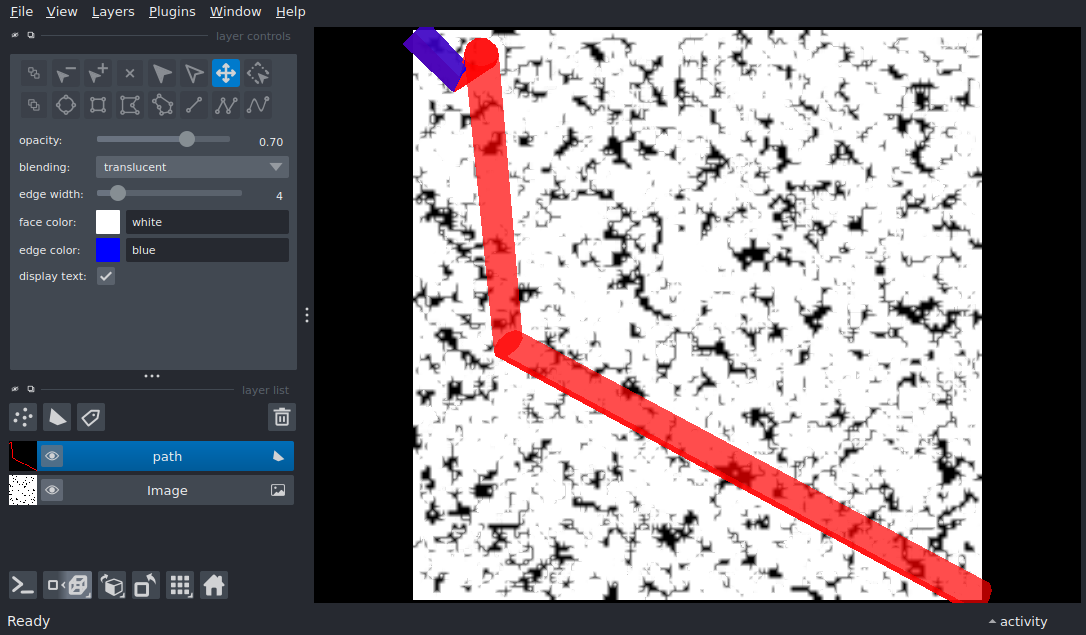 File View Layers Plugins Window Help
layer controls
opacity: 0.70
blending: translucent
edge width: 4
face color: white
edge color: blue
display text:
layer list
path
Image
Ready activity